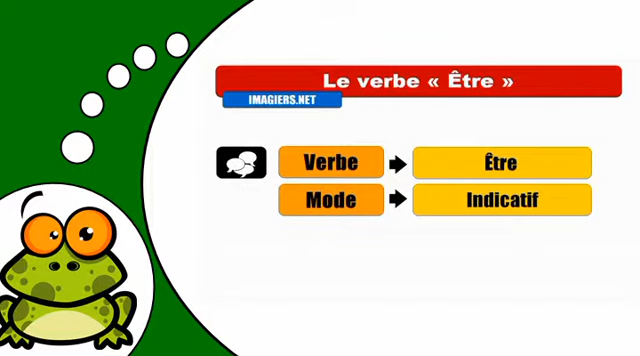 Le verbe « Être »
IMAGIERS.NET
Verbe Être
Mode Indicatif